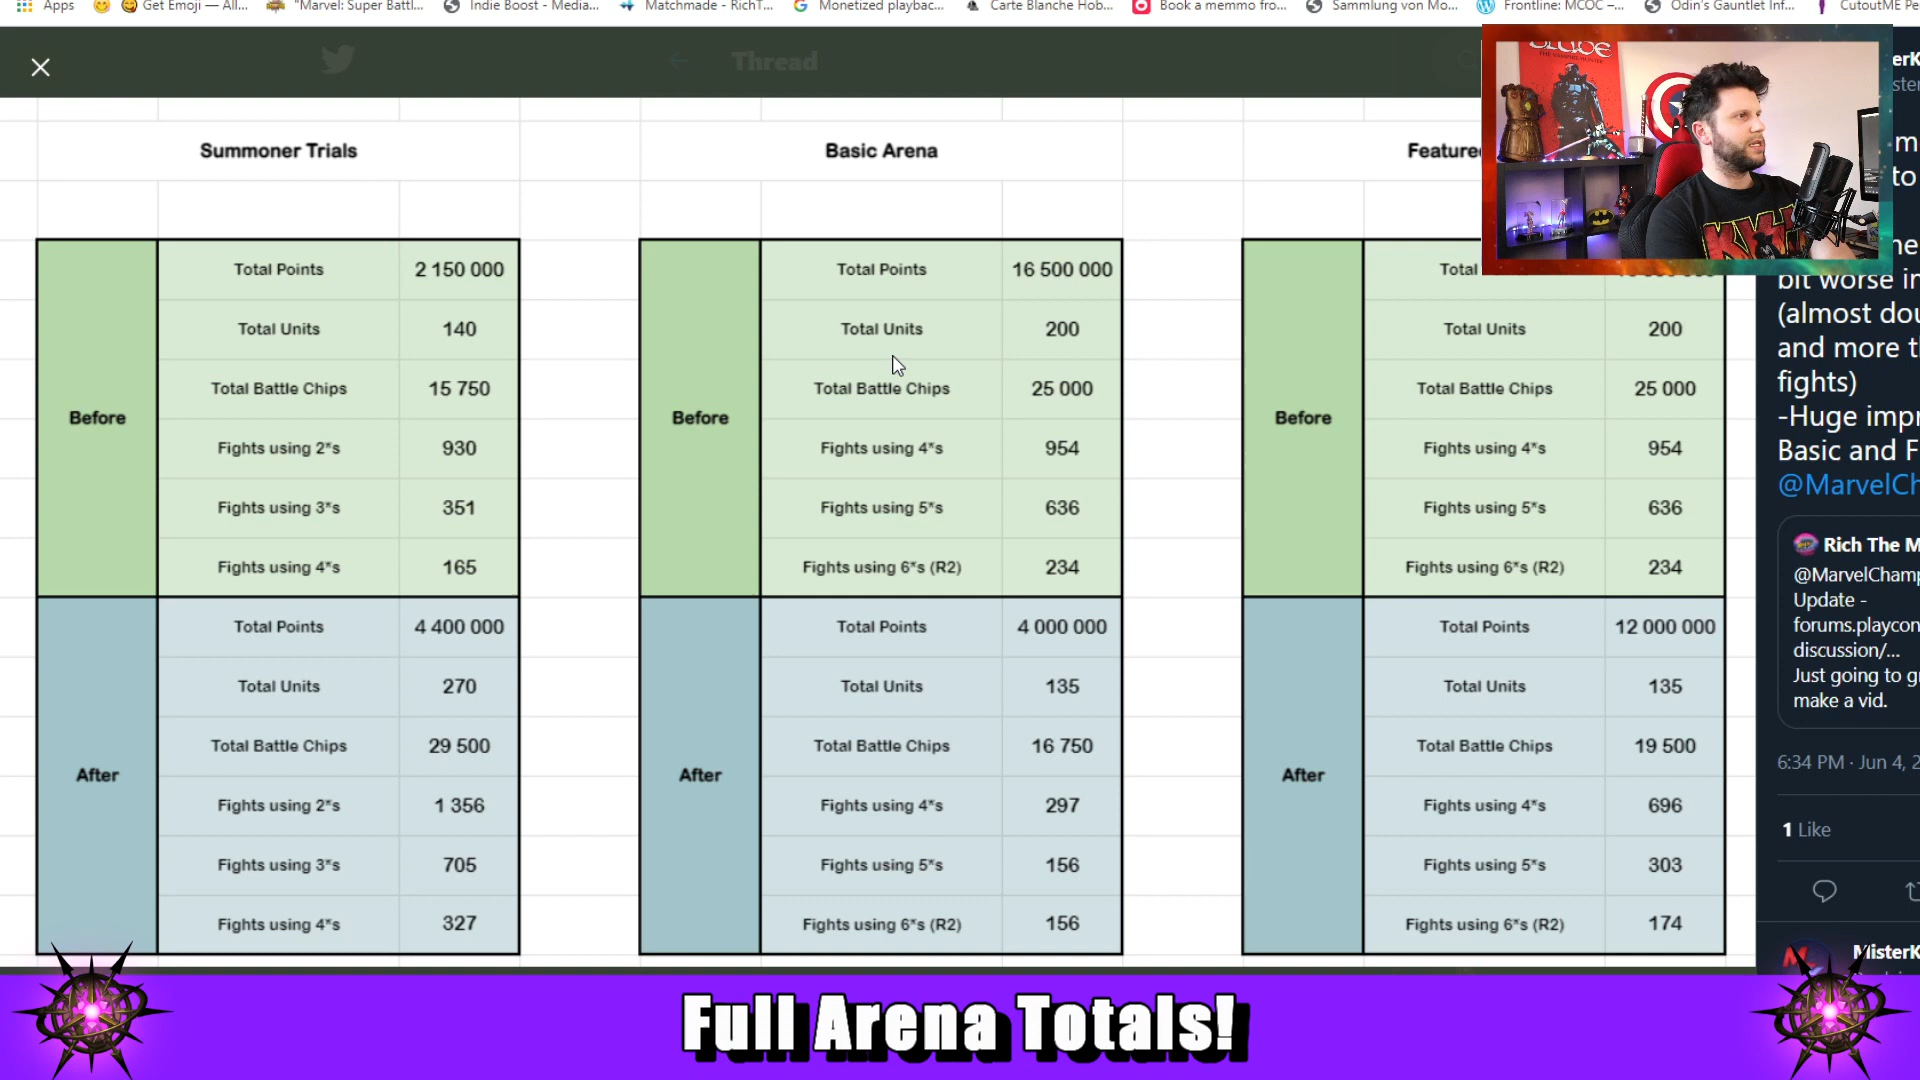 Apps Get Emoji — All... "Marvel: Super Battl... Indie Boost - Media... Matchmade - RichT... Monetized playbac... Carte Blanche Hob... Book a memmo fro... Sammlung von Mo... Frontline: MCOC –... Odin's Gauntlet Inf... CutoutME Pe
Thread
Summoner Trials Basic Arena Feature
Before
Total Points 2 150 000
Total Units 140
Total Battle Chips 15 750
Fights using 2*s 930
Fights using 3*s 351
Fights using 4*s 165
After
Total Points 4 400 000
Total Units 270
Total Battle Chips 29 500
Fights using 2*s 1 356
Fights using 3*s 705
Fights using 4*s 327
Before
Total Points 16 500 000
Total Units 200
Total Battle Chips 25 000
Fights using 4*s 954
Fights using 5*s 636
Fights using 6*s (R2) 234
After
Total Points 4 000 000
Total Units 135
Total Battle Chips 16 750
Fights using 4*s 297
Fights using 5*s 156
Fights using 6*s (R2) 156
Before
Total
Total Units 200
Total Battle Chips 25 000
Fights using 4*s 954
Fights using 5*s 636
Fights using 6*s (R2) 234
After
Total Points 12 000 000
Total Units 135
Total Battle Chips 19 500
Fights using 4*s 696
Fights using 5*s 303
Fights using 6*s (R2) 174
erK
ster
m
to
ne
bit worse in
(almost dou
and more t
fights)
-Huge impr
Basic and F
@MarvelCh
Rich The M
@MarvelChamp
Update -
forums.playcon
discussion/...
Just going to g
make a vid.
6:34 PM · Jun 4, 2
1 Like
MisterK
Full Arena Totals!